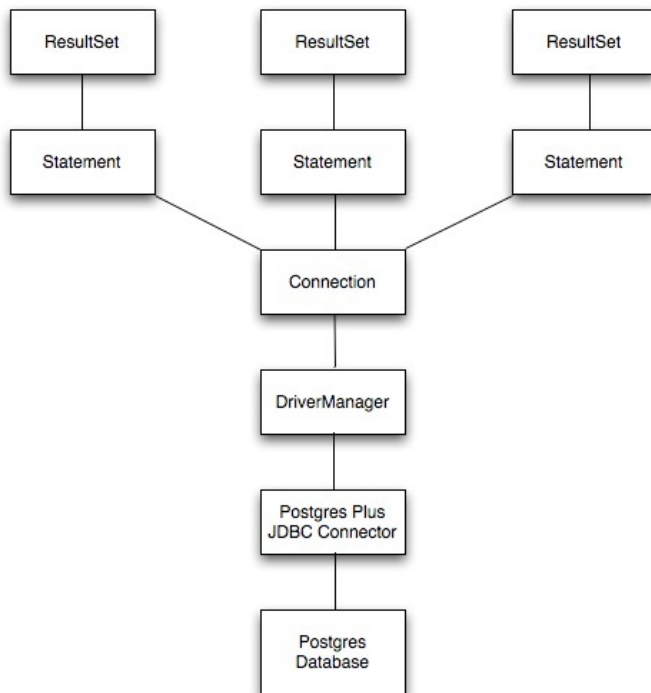 ResultSet
ResultSet
ResultSet
Statement
Statement
Statement
Connection
DriverManager
Postgres Plus
JDBC Connector
Postgres
Database